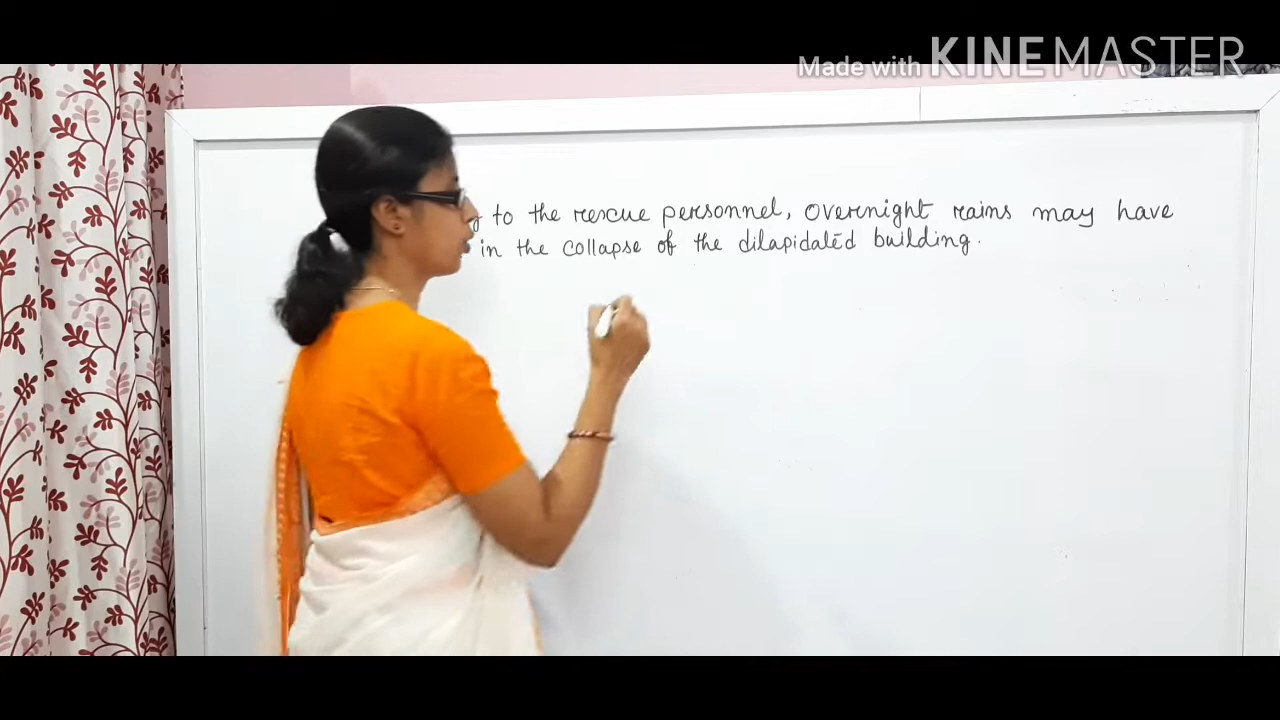 Made with KINEMASTER
to the rescue personnel, overnight rains may have
in the collapse of the dilapidated building.